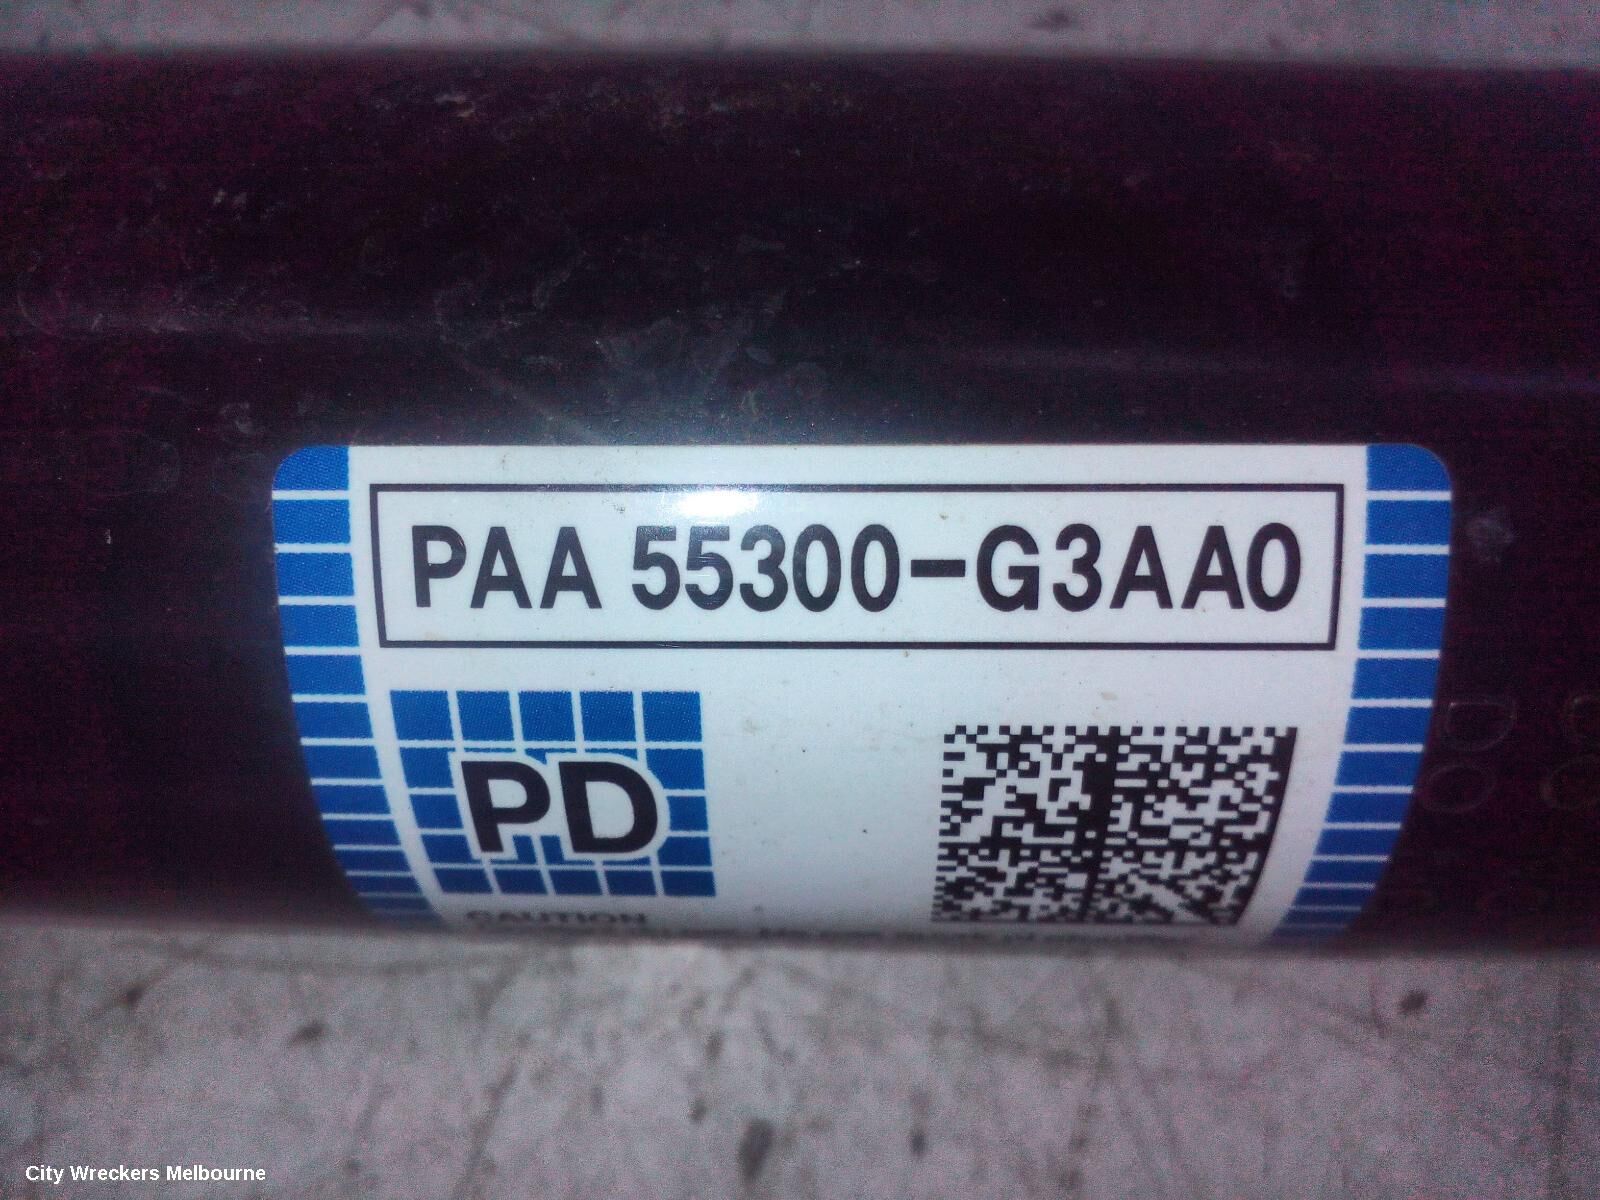 PAA 55300-G3AA0
PD
CAUTION
City Wreckers Melbourne